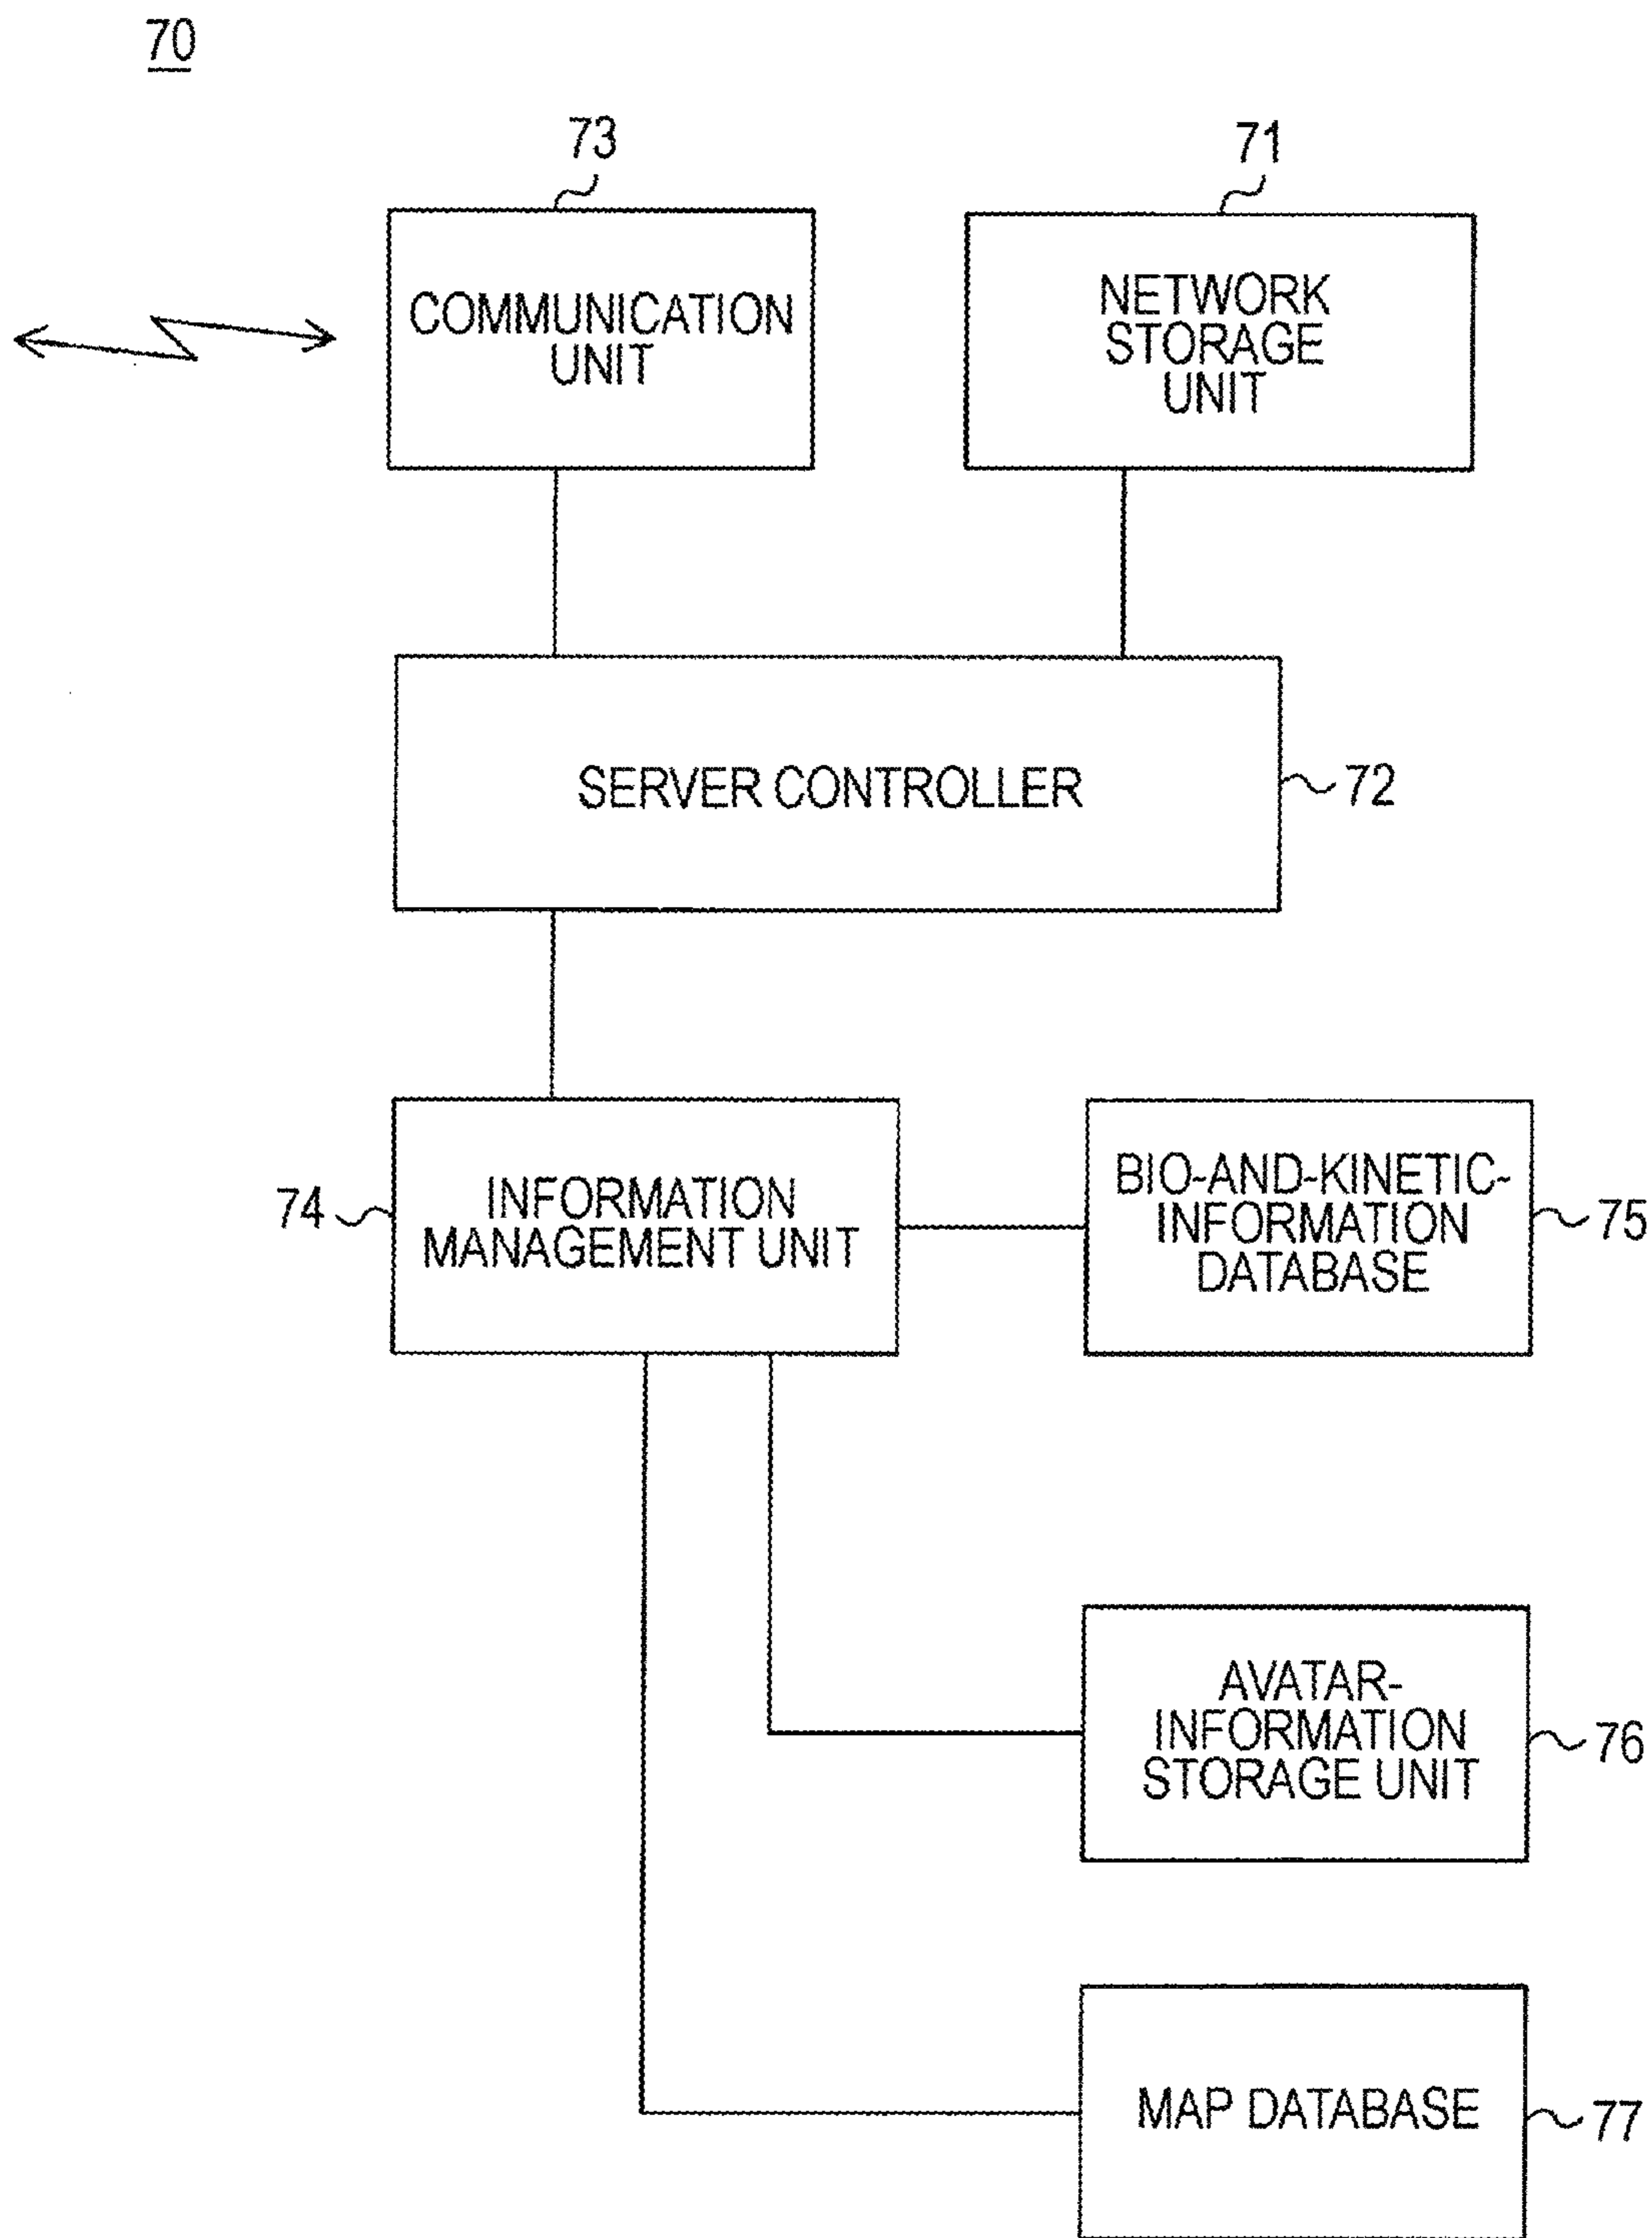 70
73
71
COMMUNICATION
UNIT
NETWORK
STORAGE
UNIT
SERVER CONTROLLER
72
74
INFORMATION
MANAGEMENT UNIT
BIO-AND-KINETIC-
INFORMATION
DATABASE
75
AVATAR-
INFORMATION
STORAGE UNIT
76
MAP DATABASE
77